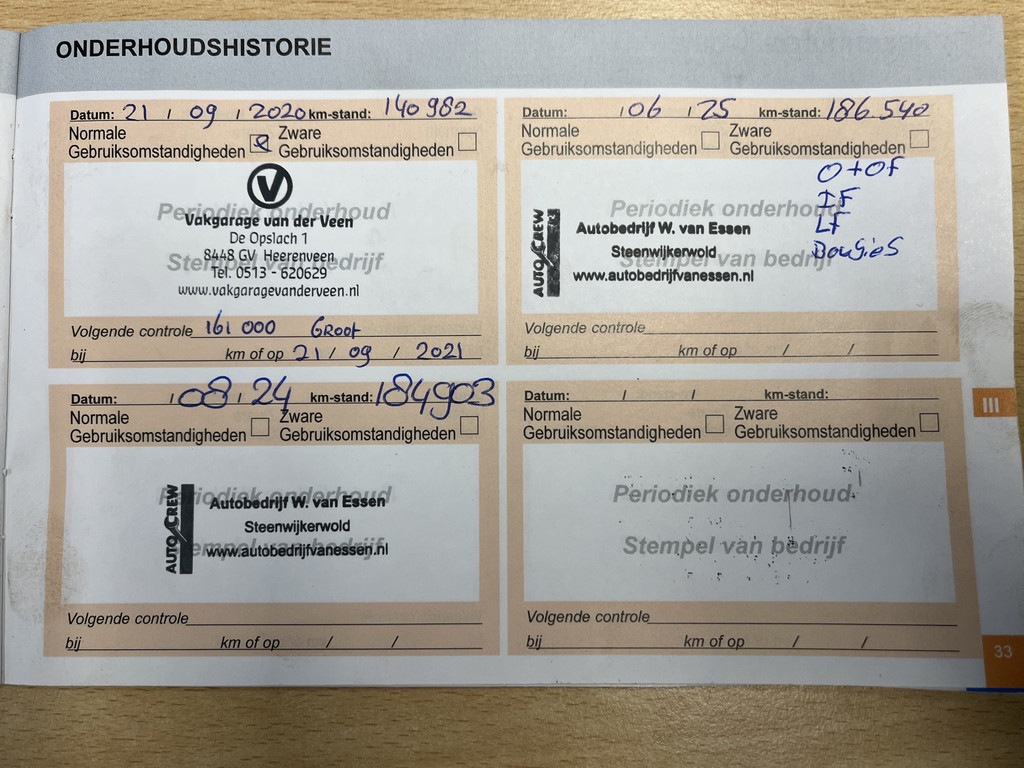 ONDERHOUDSHISTORIE
Datum: 21 / 09 / 2020 km-stand: 140982
Normale Gebruiksomstandigheden Zware Gebruiksomstandigheden
Periodiek onderhoud
Stempel van bedrijf
V
Vakgarage van der Veen
De Opslach 1
8448 GV Heerenveen
Tel. 0513 - 620629
www.vakgaragevanderveen.nl
Volgende controle 161 000 Groot
bij km of op 21 / 09 / 2021
Datum: / 06 / 25 km-stand: 186.540
Normale Gebruiksomstandigheden Zware Gebruiksomstandigheden
O+OF
IF
LF
Bougies
Periodiek onderhoud
Stempel van bedrijf
AUTO CREW
Autobedrijf W. van Essen
Steenwijkerwold
www.autobedrijfvanessen.nl
Volgende controle
bij km of op / /
Datum: / 08 / 24 km-stand: 184903
Normale Gebruiksomstandigheden Zware Gebruiksomstandigheden
Periodiek onderhoud
Stempel van bedrijf
AUTO CREW
Autobedrijf W. van Essen
Steenwijkerwold
www.autobedrijfvanessen.nl
Volgende controle
bij km of op / /
Datum: / / km-stand:
Normale Gebruiksomstandigheden Zware Gebruiksomstandigheden
Periodiek onderhoud
Stempel van bedrijf
Volgende controle
bij km of op / /
III
33